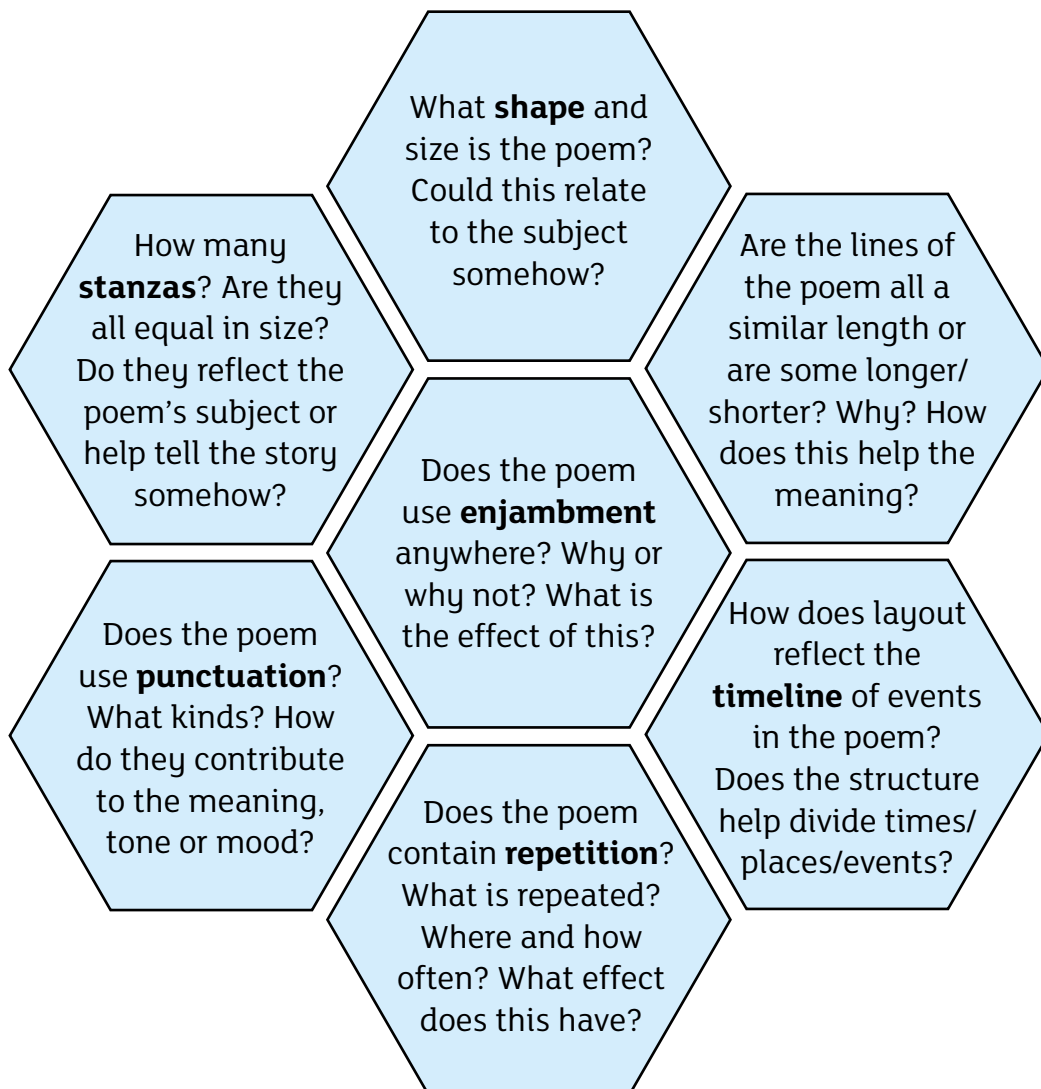 What shape and
size is the poem?
Could this relate
to the subject
somehow?
How many
stanzas? Are they
all equal in size?
Do they reflect the
poem's subject or
help tell the story
somehow?
Are the lines of
the poem all a
similar length or
are some longer/
shorter? Why? How
does this help the
meaning?
Does the poem
use enjambment
anywhere? Why or
why not? What is
the effect of this?
Does the poem
use punctuation?
What kinds? How
do they contribute
to the meaning,
tone or mood?
How does layout
reflect the
timeline of events
in the poem?
Does the structure
help divide times/
places/events?
Does the poem
contain repetition?
What is repeated?
Where and how
often? What effect
does this have?